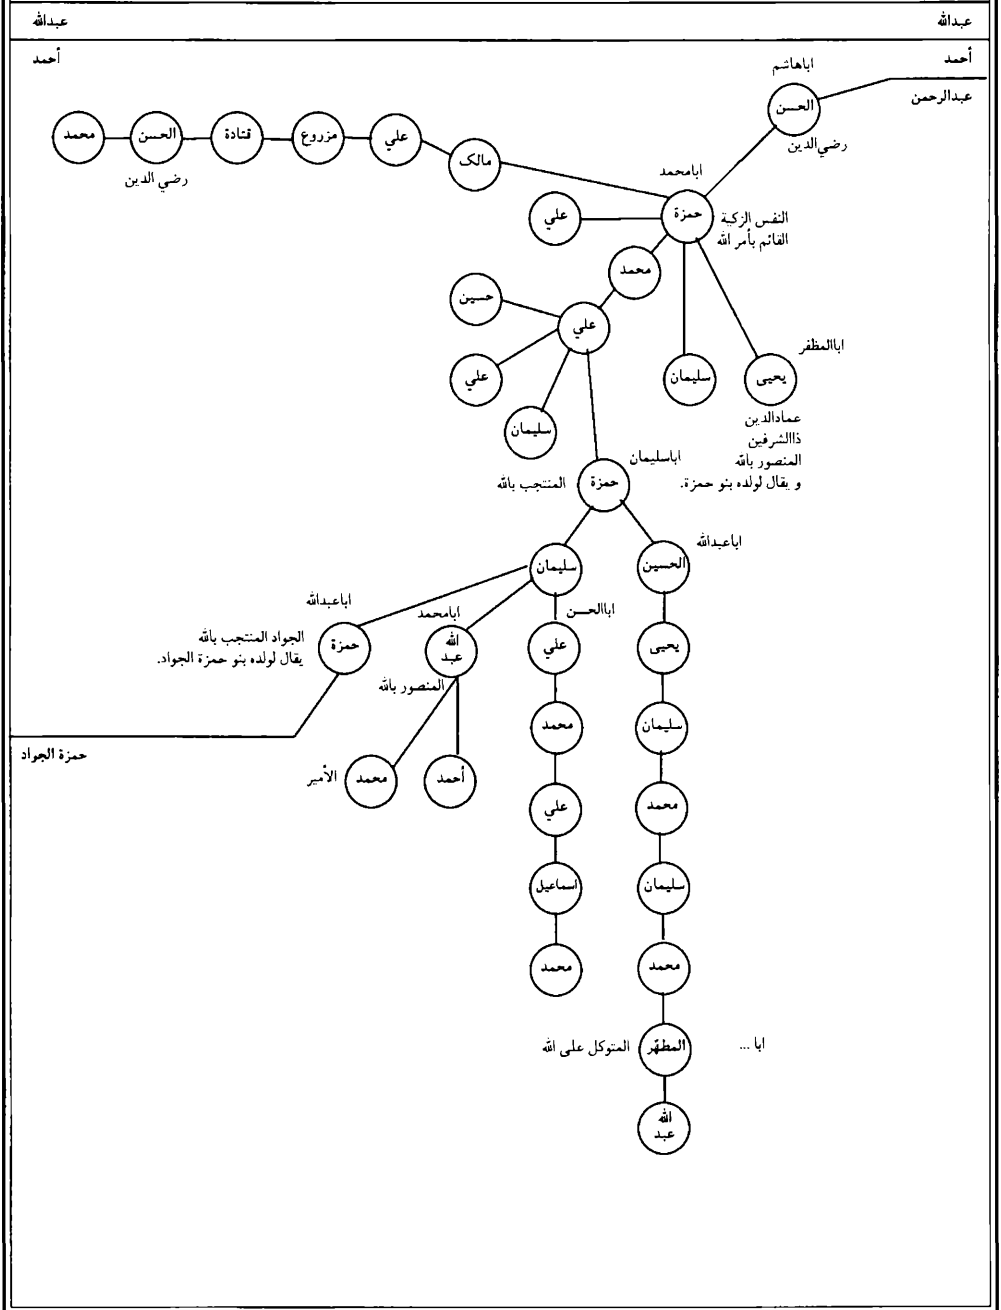 عبدالله
عبدالله
أحمد
أحمد
عبدالرحمن
اباهاشم
الحسن
رضي‌الدين
محمد
الحسن
قتادة
مزروع
علي
مالک
رضي الدين
ابامحمد
حمزة
النفس الزكية
القائم بأمر الله
علي
محمد
حسين
علي
علي
سليمان
سليمان
اباالمظفر
يحيى
عمادالدين
ذاالشرفين
المنصور بالله
و يقال لولده بنو حمزة.
اباسليمان
حمزة
المنتجب بالله
اباعبدالله
الحسين
سليمان
اباعبدالله
حمزة
الجواد المنتجب بالله
يقال لولده بنو حمزة الجواد.
ابامحمد
الله
عبد
المنصور بالله
اباالحسن
علي
يحيى
محمد
سليمان
حمزة الجواد
الأمير
محمد
أحمد
علي
محمد
اسماعيل
سليمان
محمد
محمد
ابا ...
المطهّر
المتوكل على الله
الله
عبد